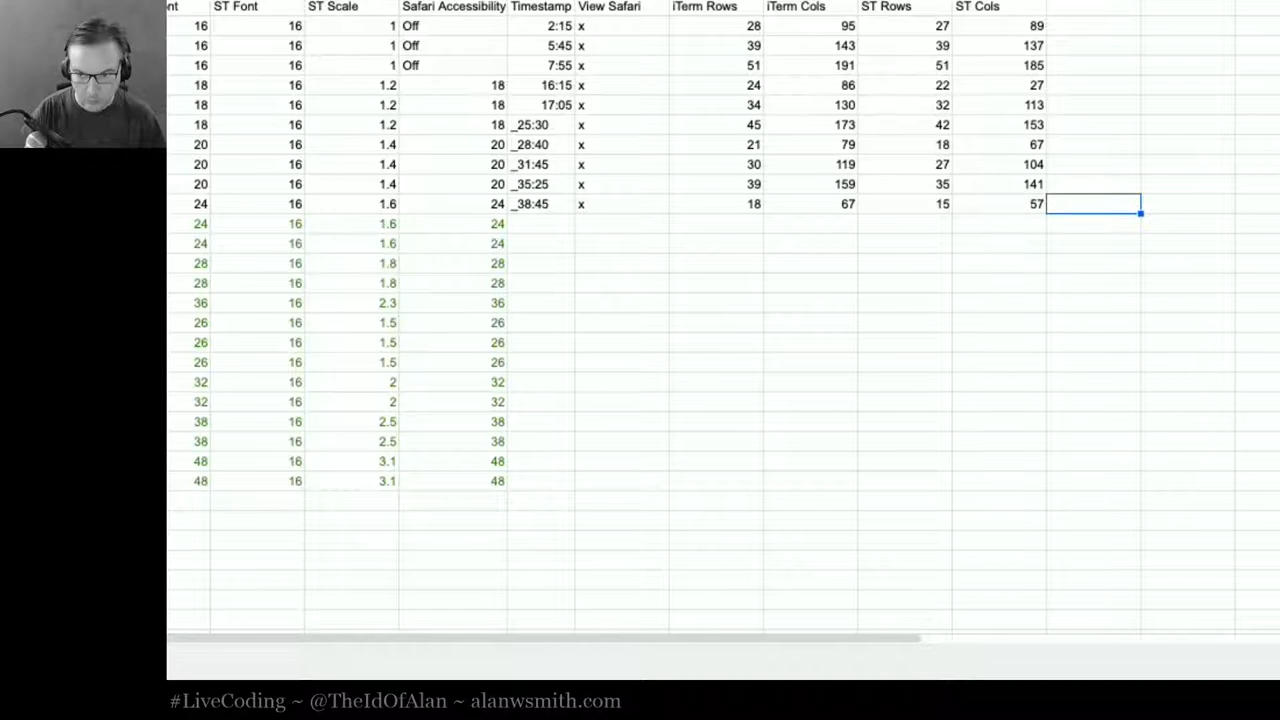 nt ST Font ST Scale Safari Accessibility Timestamp View Safari iTerm Rows iTerm Cols ST Rows ST Cols
16 16 1 Off 2:15 x 28 95 27 89
16 16 1 Off 5:45 x 39 143 39 137
16 16 1 Off 7:55 x 51 191 51 185
18 16 1.2 18 16:15 x 24 86 22 27
18 16 1.2 18 17:05 x 34 130 32 113
18 16 1.2 18 _25:30 x 45 173 42 153
20 16 1.4 20 _28:40 x 21 79 18 67
20 16 1.4 20 _31:45 x 30 119 27 104
20 16 1.4 20 _35:25 x 39 159 35 141
24 16 1.6 24 _38:45 x 18 67 15 57
24 16 1.6 24
24 16 1.6 24
28 16 1.8 28
28 16 1.8 28
36 16 2.3 36
26 16 1.5 26
26 16 1.5 26
26 16 1.5 26
32 16 2 32
32 16 2 32
38 16 2.5 38
38 16 2.5 38
48 16 3.1 48
48 16 3.1 48
#LiveCoding ~ @TheIdOfAlan ~ alanwsmith.com